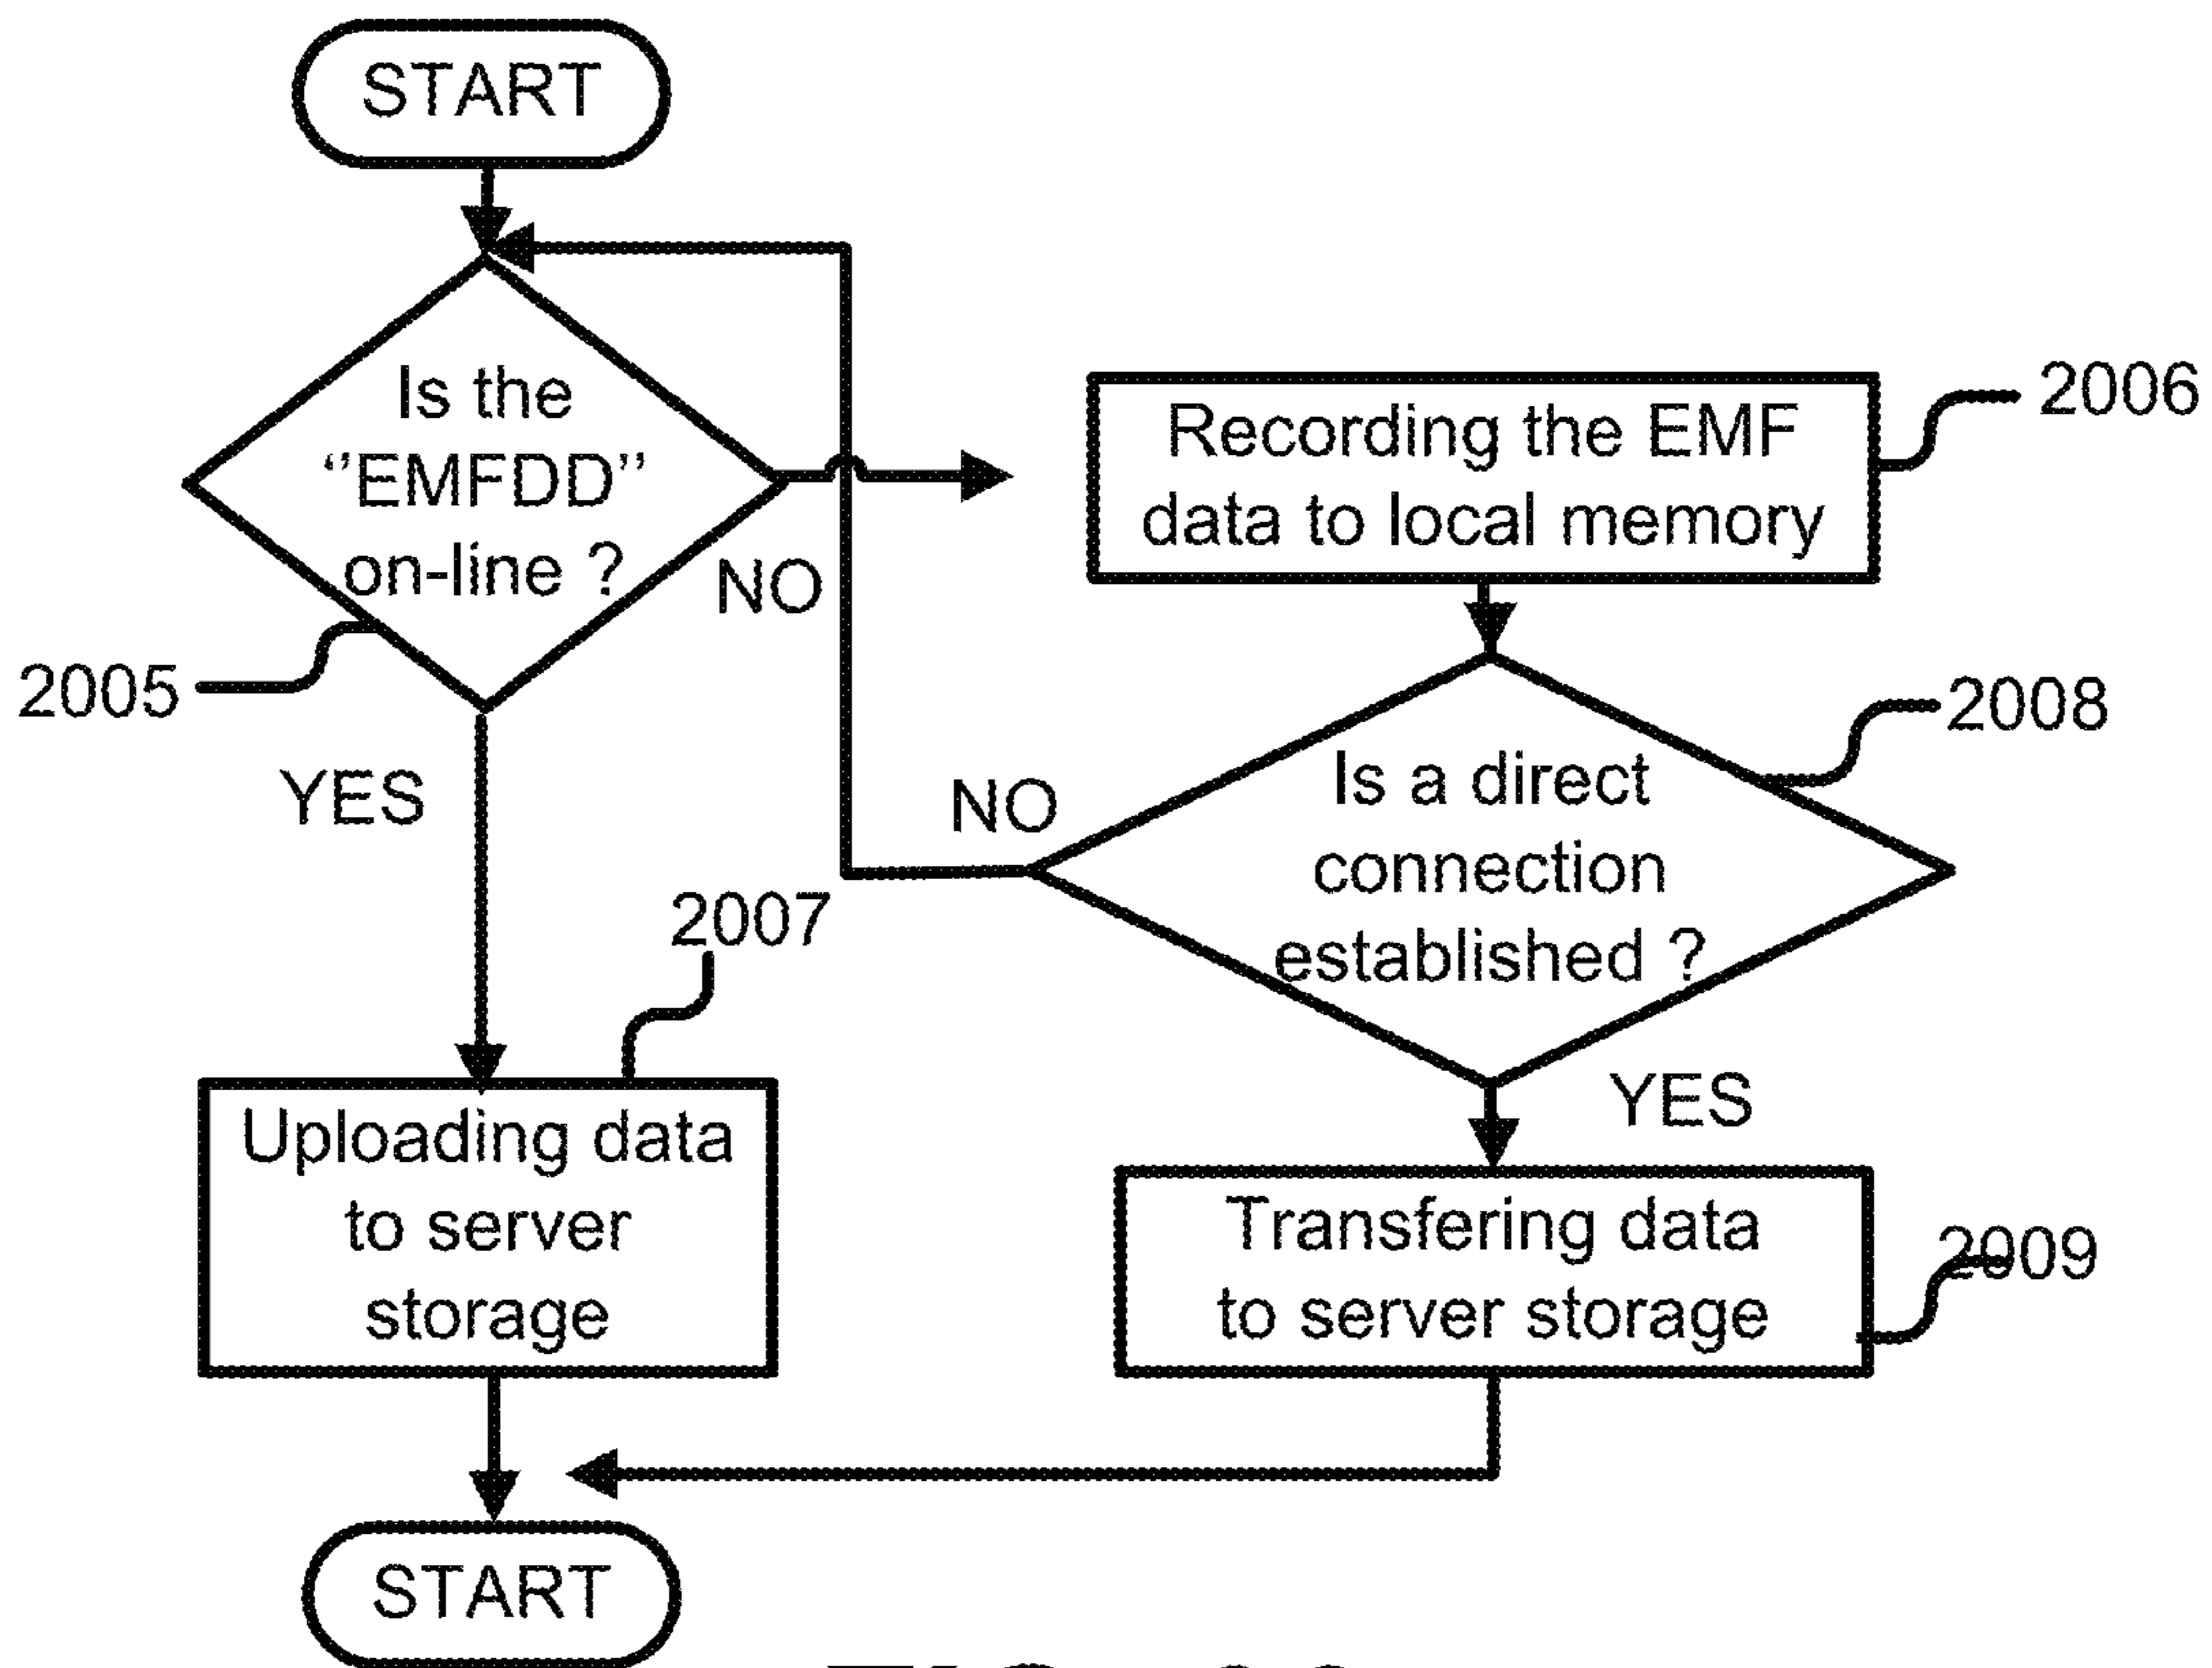 START
Is the
‘’EMFDD’’
on-line ?
NO
2005
YES
Recording the EMF
data to local memory
2006
Is a direct
connection
established ?
2008
NO
YES
2007
Uploading data
to server
storage
Transfering data
to server storage
2009
START